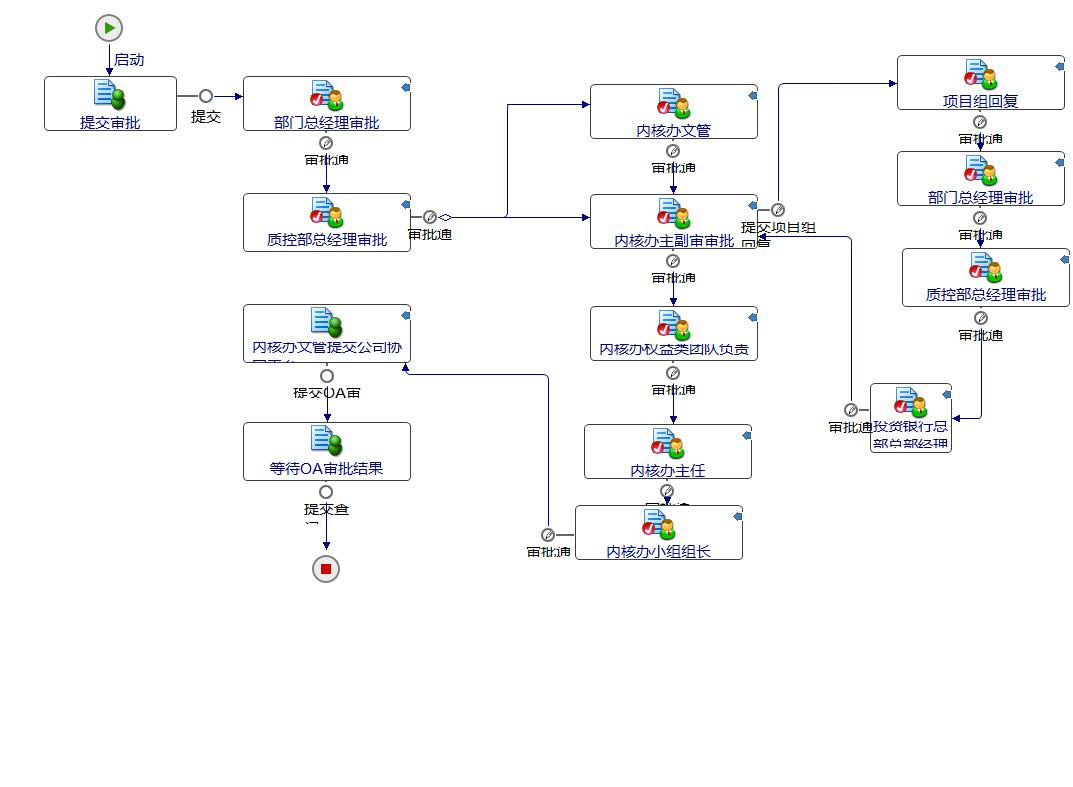 启动
提交审批
提交
部门总经理审批
审批通
质控部总经理审批
审批通
内核办文管
审批通
内核办主副审审批
提交项目组
回复
审批通
内核办权益类团队负责
审批通
内核办主任
审批通
内核办小组组长
审批通
项目组回复
审批通
部门总经理审批
审批通
质控部总经理审批
审批通
投资银行总
部总部经理
审批通
内核办文管提交公司协
提交OA审
等待OA审批结果
提交查